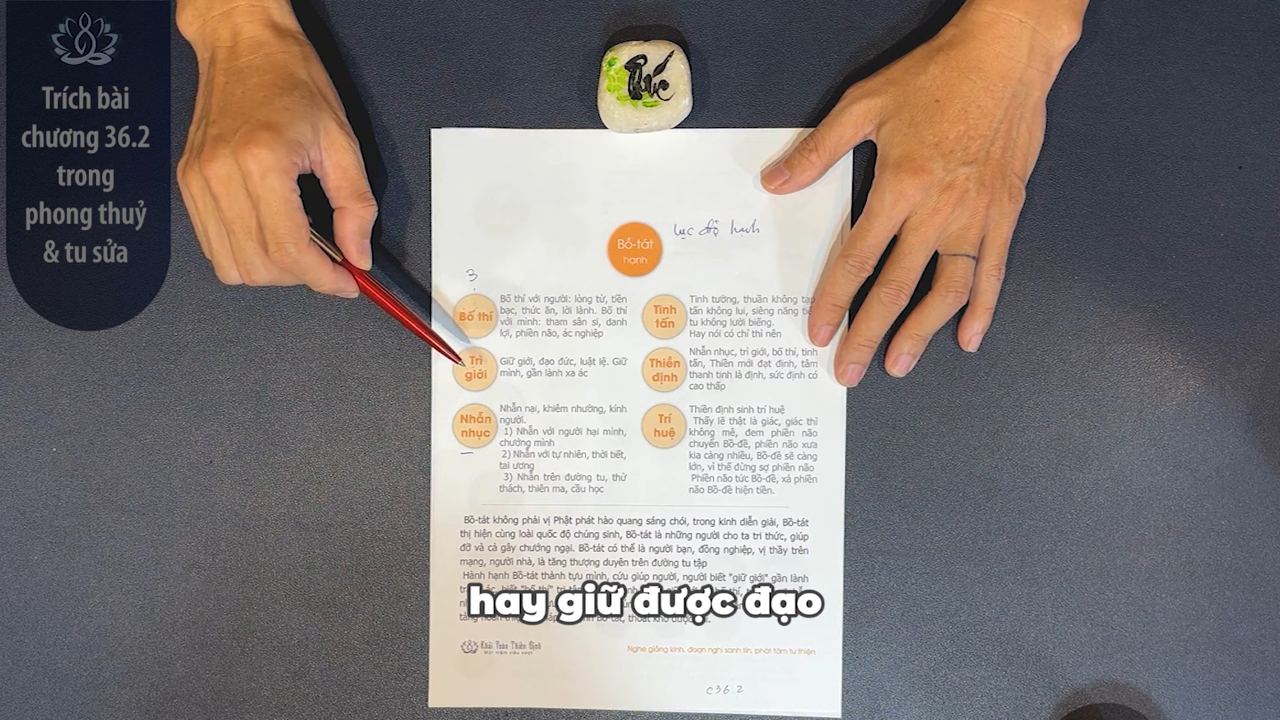 Trích bài
chương 36.2
trong
phong thuỷ
& tu sửa
Bồ-tát
hạnh
lục độ hạnh
3
Bố thí
Bố thí với người: lòng từ, tiền
bạc, thức ăn, lời lành. Bố thí
với mình: tham sân si, danh
lợi, phiền não, ác nghiệp
Trì
giới
Giữ giới, đạo đức, luật lệ. Giữ
mình, gần lành xa ác
Nhẫn
nhục
Nhẫn nại, khiêm nhường, kính
người.
1) Nhẫn với người hại mình,
chướng mình
2) Nhẫn với tự nhiên, thời tiết,
tai ương
3) Nhẫn trên đường tu, thử
thách, thiên ma, cầu học
Tinh
tấn
Tinh tường, thuần không tạp
tấn không lui, siêng năng
tu không lười biếng.
Hay nói có chí thì nên
Thiền
định
Nhẫn nhục, trì giới, bố thí, tinh
tấn, Thiền mới đạt định, tâm
thanh tịnh là định, sức định có
cao thấp
Trí
huệ
Thiền định sinh trí huệ
Thấy lẽ thật là giác, giác thì
không mê, đem phiền não
chuyển Bồ-đề, phiền não xưa
kia càng nhiều, Bồ-đề sẽ càng
lớn, vì thế đừng sợ phiền não
Phiền não tức Bồ-đề, xả phiền
não Bồ-đề hiện tiền.
Bồ-tát không phải vị Phật phát hào quang sáng chói, trong kinh diễn giải, Bồ-tát
thị hiện cùng loài quốc độ chúng sinh, Bồ-tát là những người cho ta tri thức, giúp
đỡ và cả gây chướng ngại. Bồ-tát có thể là người bạn, đồng nghiệp, vị thầy trên
mạng, người nhà, là tăng thượng duyên trên đường tu tập
Hành hạnh Bồ-tát thành tựu mình, cứu giúp người, người biết "giữ giới" gần lành
hay giữ được đạo
Khải Toàn Thiền Định
Nghe giảng kinh, đoạn nghi sanh tín, phát tâm tu thiện
C36.2